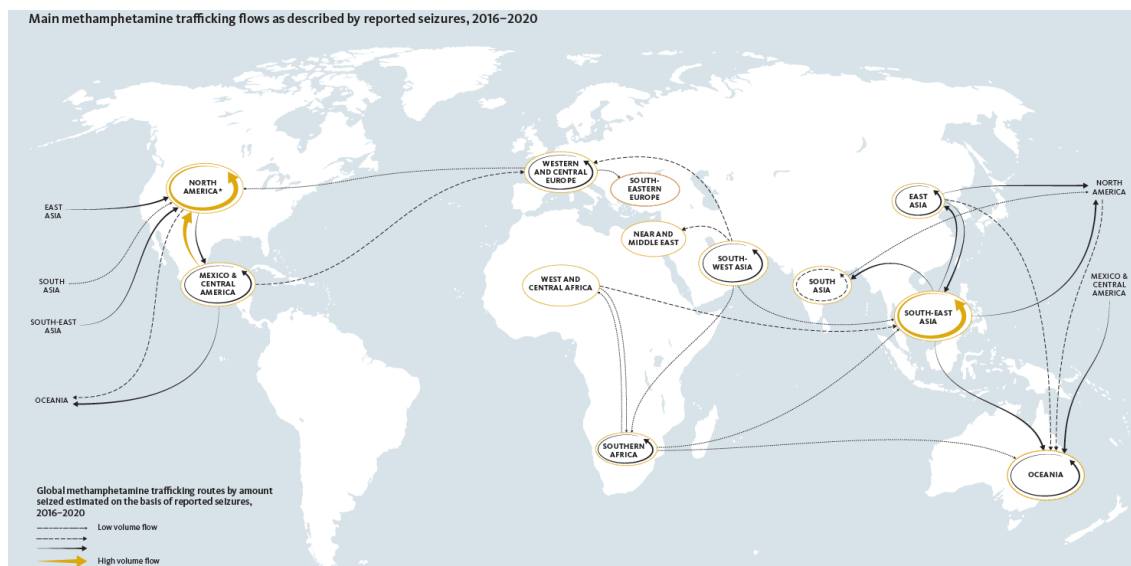 Main methamphetamine trafficking flows as described by reported seizures, 2016–2020
NORTH
AMERICA*
EAST
ASIA
SOUTH
ASIA
SOUTH-EAST
ASIA
OCEANIA
MEXICO &
CENTRAL
AMERICA
WESTERN
AND CENTRAL
EUROPE
SOUTH-
EASTERN
EUROPE
NEAR AND
MIDDLE EAST
WEST AND
CENTRAL AFRICA
SOUTH-
WEST ASIA
SOUTHERN
AFRICA
EAST
ASIA
SOUTH
ASIA
SOUTH-EAST
ASIA
NORTH
AMERICA
MEXICO &
CENTRAL
AMERICA
OCEANIA
Global methamphetamine trafficking routes by amount
seized estimated on the basis of reported seizures,
2016–2020
Low volume flow
High volume flow